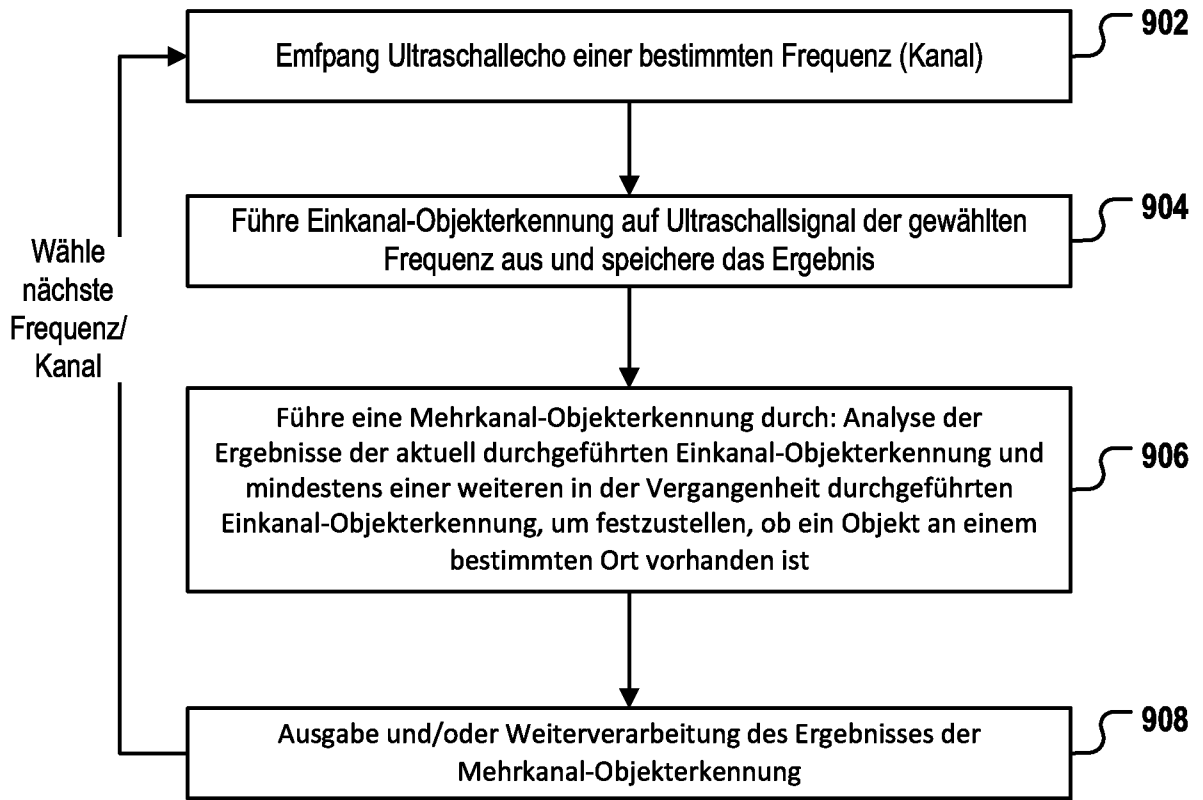 Emfpang Ultraschallecho einer bestimmten Frequenz (Kanal)
902
Führe Einkanal-Objekterkennung auf Ultraschallsignal der gewählten
Frequenz aus und speichere das Ergebnis
904
Wähle
nächste
Frequenz/
Kanal
Führe eine Mehrkanal-Objekterkennung durch: Analyse der
Ergebnisse der aktuell durchgeführten Einkanal-Objekterkennung und
mindestens einer weiteren in der Vergangenheit durchgeführten
Einkanal-Objekterkennung, um festzustellen, ob ein Objekt an einem
bestimmten Ort vorhanden ist
906
Ausgabe und/oder Weiterverarbeitung des Ergebnisses der
Mehrkanal-Objekterkennung
908